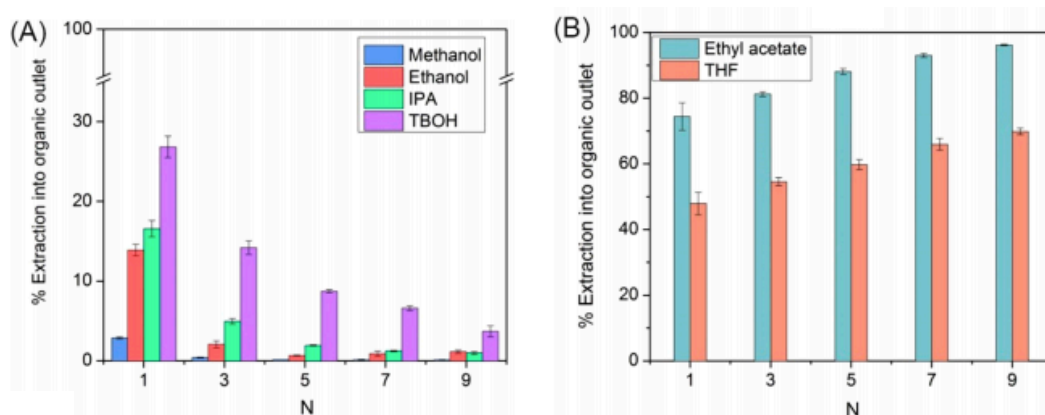 (A)
100
30
20
10
0
% Extraction into organic outlet
Methanol
Ethanol
IPA
TBOH
1 3 5 7 9
N
(B)
100
80
60
40
20
0
% Extraction into organic outlet
Ethyl acetate
THF
1 3 5 7 9
N